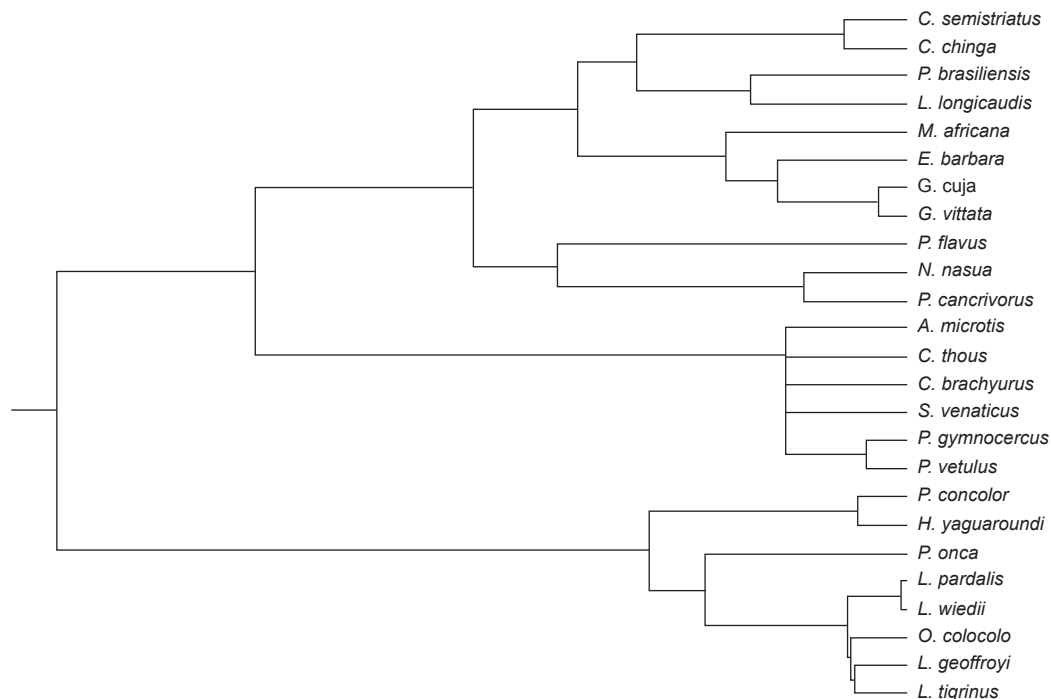 C. semistriatus
C. chinga
P. brasiliensis
L. longicaudis
M. africana
E. barbara
G. cuja
G. vittata
P. flavus
N. nasua
P. cancrivorus
A. microtis
C. thous
C. brachyurus
S. venaticus
P. gymnocercus
P. vetulus
P. concolor
H. yaguaroundi
P. onca
L. pardalis
L. wiedii
O. colocolo
L. geoffroyi
L. tigrinus